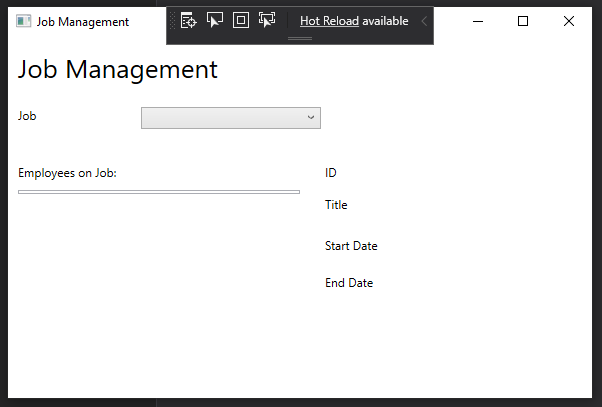 Job Management
Hot Reload available
Job Management
Job
Employees on Job:
ID
Title
Start Date
End Date